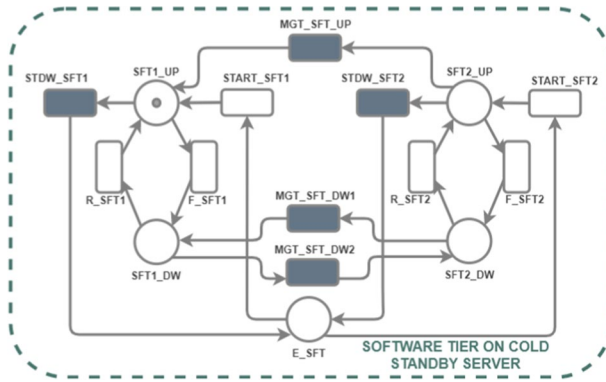 MGT_SFT_UP
STDW_SFT1
SFT1_UP
START_SFT1
STDW_SFT2
SFT2_UP
START_SFT2
R_SFT1
F_SFT1
MGT_SFT_DW1
R_SFT2
F_SFT2
MGT_SFT_DW2
SFT1_DW
SFT2_DW
E_SFT
SOFTWARE TIER ON COLD
STANDBY SERVER